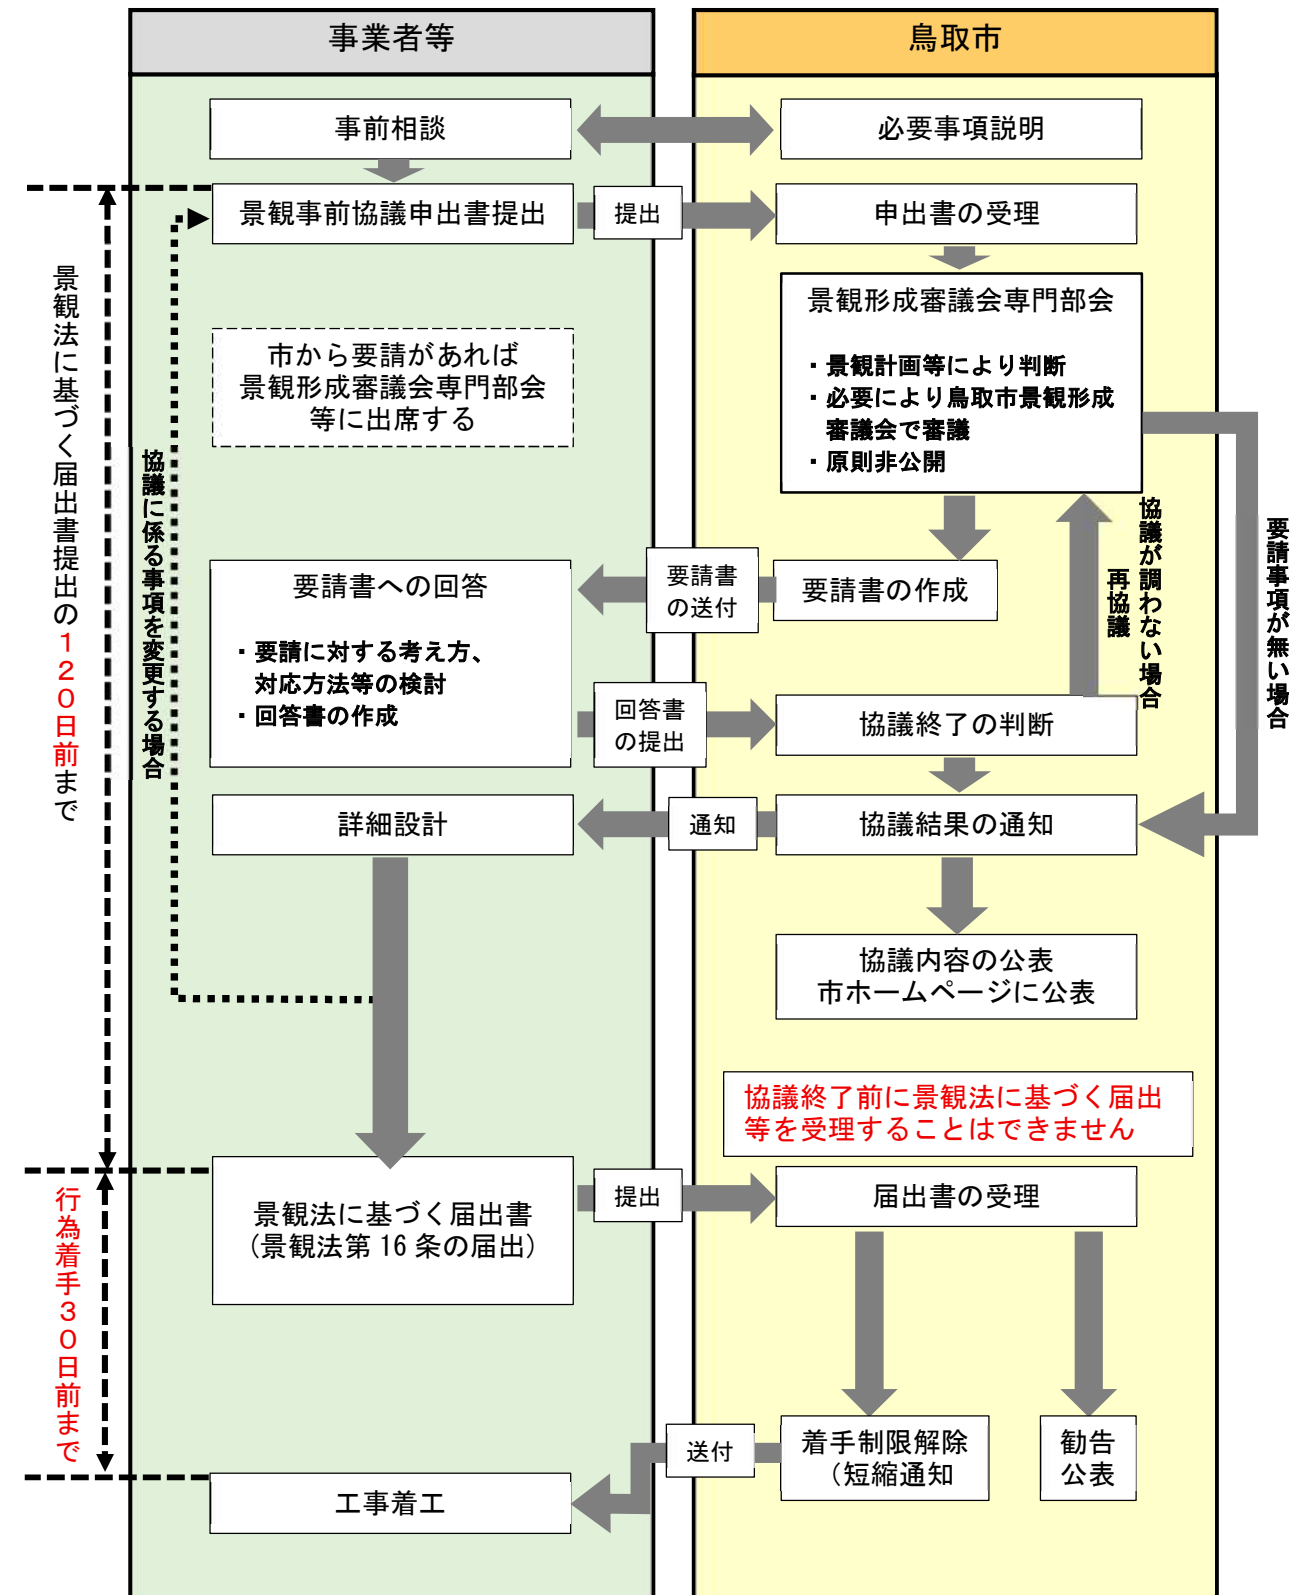 事業者等
鳥取市
事前相談
必要事項説明
景観事前協議申出書提出
提出
申出書の受理
景観形成審議会専門部会
・景観計画等により判断
・必要により鳥取市景観形成
審議会で審議
・原則非公開
市から要請があれば
景観形成審議会専門部会
等に出席する
景観法に基づく届出書提出の120日前まで
協議に係る事項を変更する場合
要請書への回答
・要請に対する考え方、
対応方法等の検討
・回答書の作成
要請書
の送付
要請書の作成
協議が調わない場合
再協議
要請事項が無い場合
回答書
の提出
協議終了の判断
詳細設計
通知
協議結果の通知
協議内容の公表
市ホームページに公表
協議終了前に景観法に基づく届出
等を受理することはできません
景観法に基づく届出書
(景観法第 16 条の届出)
提出
届出書の受理
行為着手30日前まで
送付
着手制限解除
(短縮通知
勧告
公表
工事着工